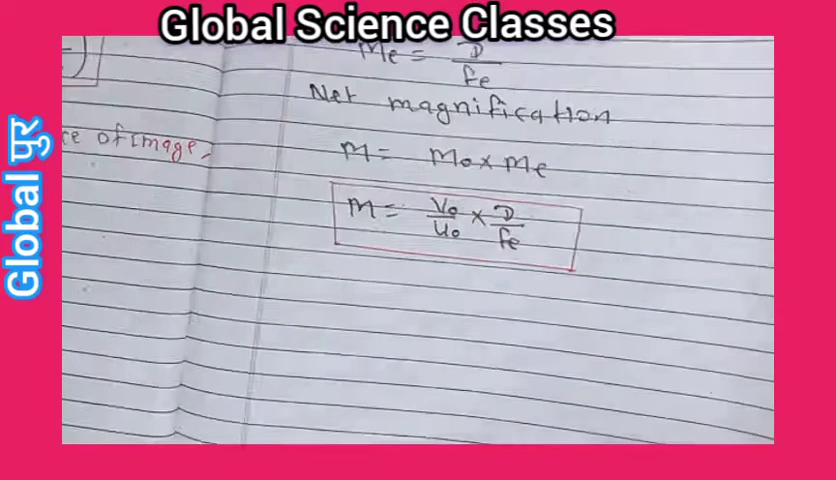 Global Science Classes
Global पुर
Me = D/fe
Net magnification
ce of image,
m = mo x me
m = vo/uo x D/fe